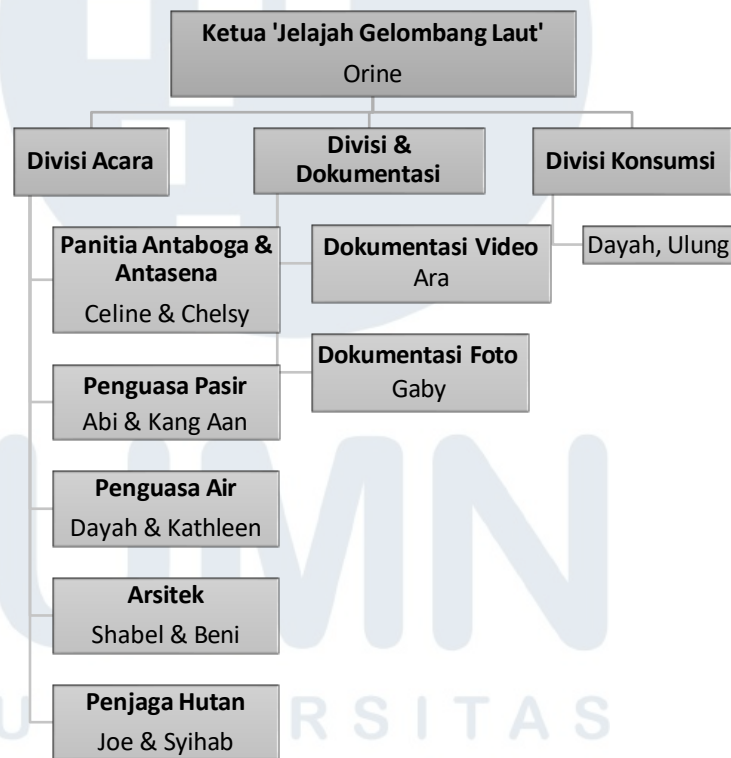 Ketua 'Jelajah Gelombang Laut'
Orine
Divisi Acara
Panitia Antaboga &
Antasena
Celine & Chelsy
Penguasa Pasir
Abi & Kang Aan
Penguasa Air
Dayah & Kathleen
Arsitek
Shabel & Beni
Penjaga Hutan
Joe & Syihab
Divisi &
Dokumentasi
Dokumentasi Video
Ara
Dokumentasi Foto
Gaby
Divisi Konsumsi
Dayah, Ulung
UMN
U RSITAS